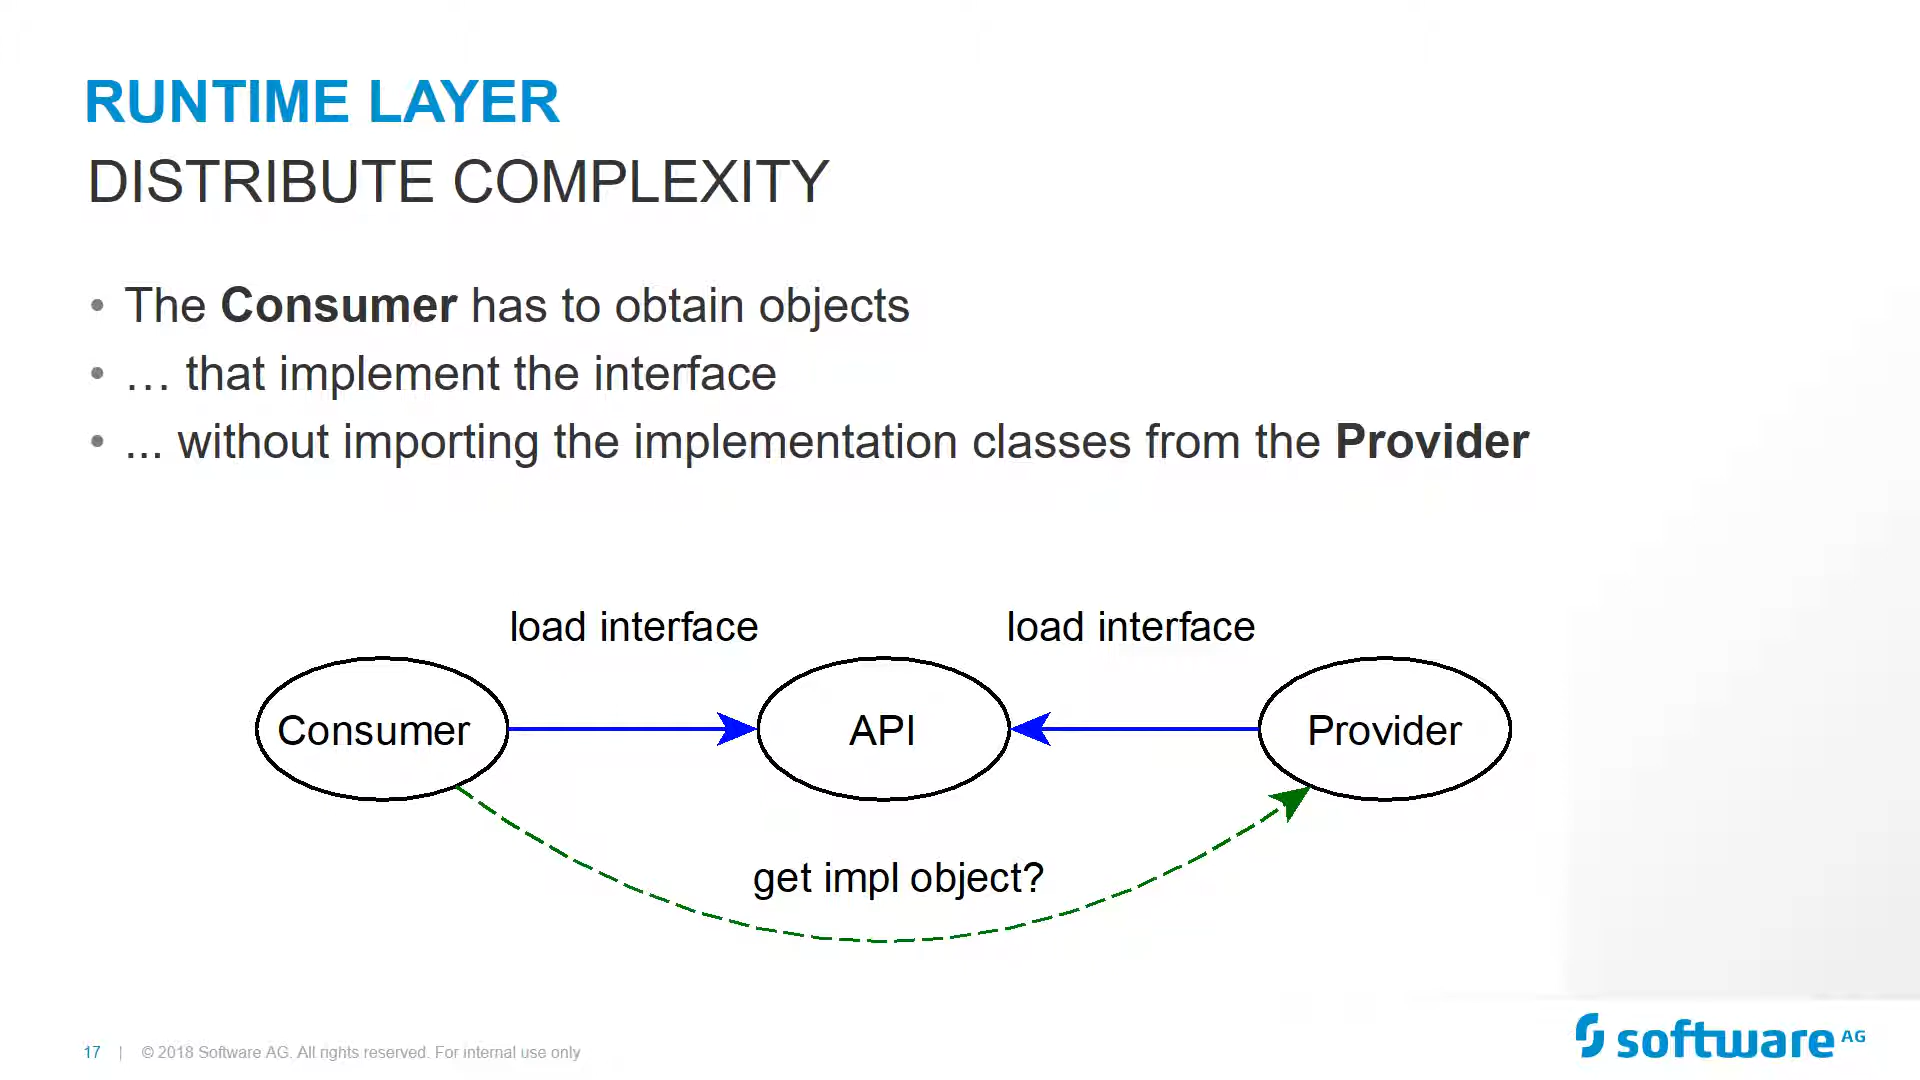 RUNTIME LAYER
DISTRIBUTE COMPLEXITY
• The Consumer has to obtain objects
• … that implement the interface
• ... without importing the implementation classes from the Provider
load interface
load interface
Consumer
API
Provider
get impl object?
17 | © 2018 Software AG. All rights reserved. For internal use only
software AG